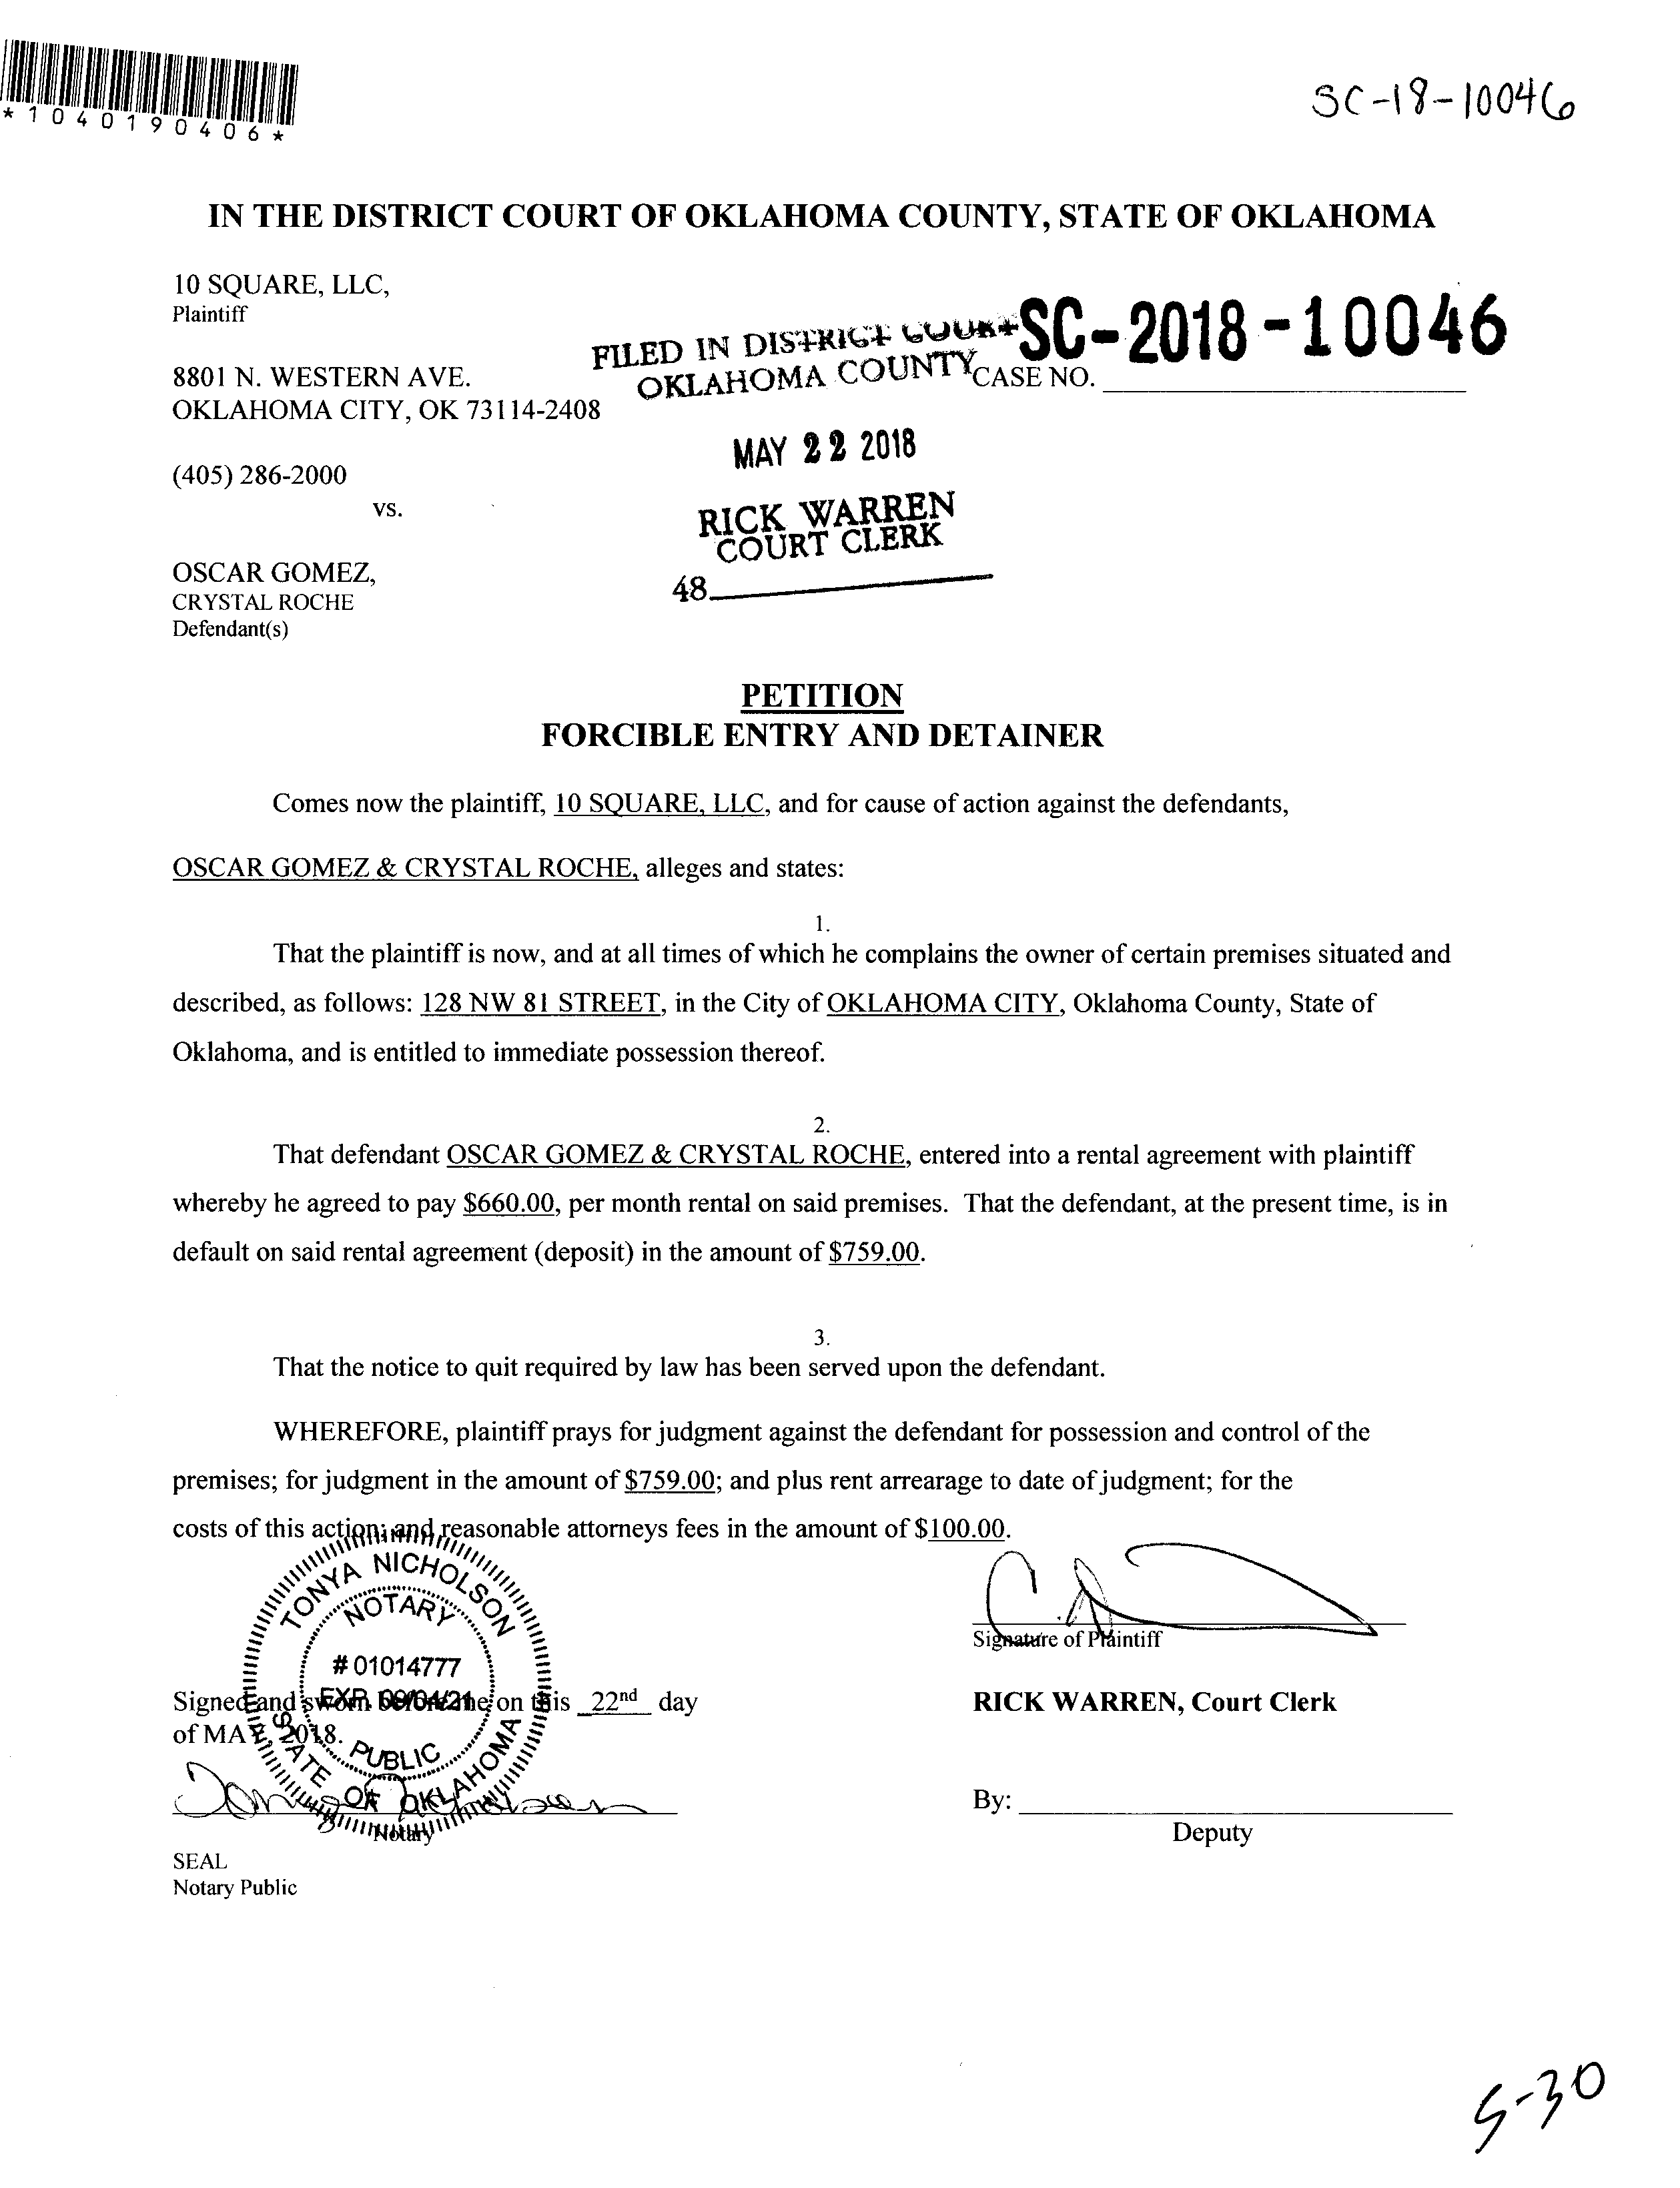 *1040190406*
SC-18-10046
IN THE DISTRICT COURT OF OKLAHOMA COUNTY, STATE OF OKLAHOMA
10 SQUARE, LLC,
Plaintiff
FILED IN DISTRICT COURT
OKLAHOMA COUNTY
SC-2018-10046
8801 N. WESTERN AVE.
CASE NO.
OKLAHOMA CITY, OK 73114-2408
MAY 22 2018
(405) 286-2000
vs.
RICK WARREN
COURT CLERK
OSCAR GOMEZ,
48
CRYSTAL ROCHE
Defendant(s)
PETITION
FORCIBLE ENTRY AND DETAINER
Comes now the plaintiff, 10 SQUARE, LLC, and for cause of action against the defendants,
OSCAR GOMEZ & CRYSTAL ROCHE, alleges and states:
1.
That the plaintiff is now, and at all times of which he complains the owner of certain premises situated and
described, as follows: 128 NW 81 STREET, in the City of OKLAHOMA CITY, Oklahoma County, State of
Oklahoma, and is entitled to immediate possession thereof.
2.
That defendant OSCAR GOMEZ & CRYSTAL ROCHE, entered into a rental agreement with plaintiff
whereby he agreed to pay $660.00, per month rental on said premises. That the defendant, at the present time, is in
default on said rental agreement (deposit) in the amount of $759.00.
3.
That the notice to quit required by law has been served upon the defendant.
WHEREFORE, plaintiff prays for judgment against the defendant for possession and control of the
premises; for judgment in the amount of $759.00; and plus rent arrearage to date of judgment; for the
costs of this action; and reasonable attorneys fees in the amount of $100.00.
TONYA NICHOLSON
NOTARY
# 01014777
EXP. 09/04/21
PUBLIC
STATE OF OKLAHOMA
Signature of Plaintiff
Signed and sworn before me on this 22nd day
of MAY, 2018.
RICK WARREN, Court Clerk
Tonya Nicholson
Notary
By:
Deputy
SEAL
Notary Public
5-30